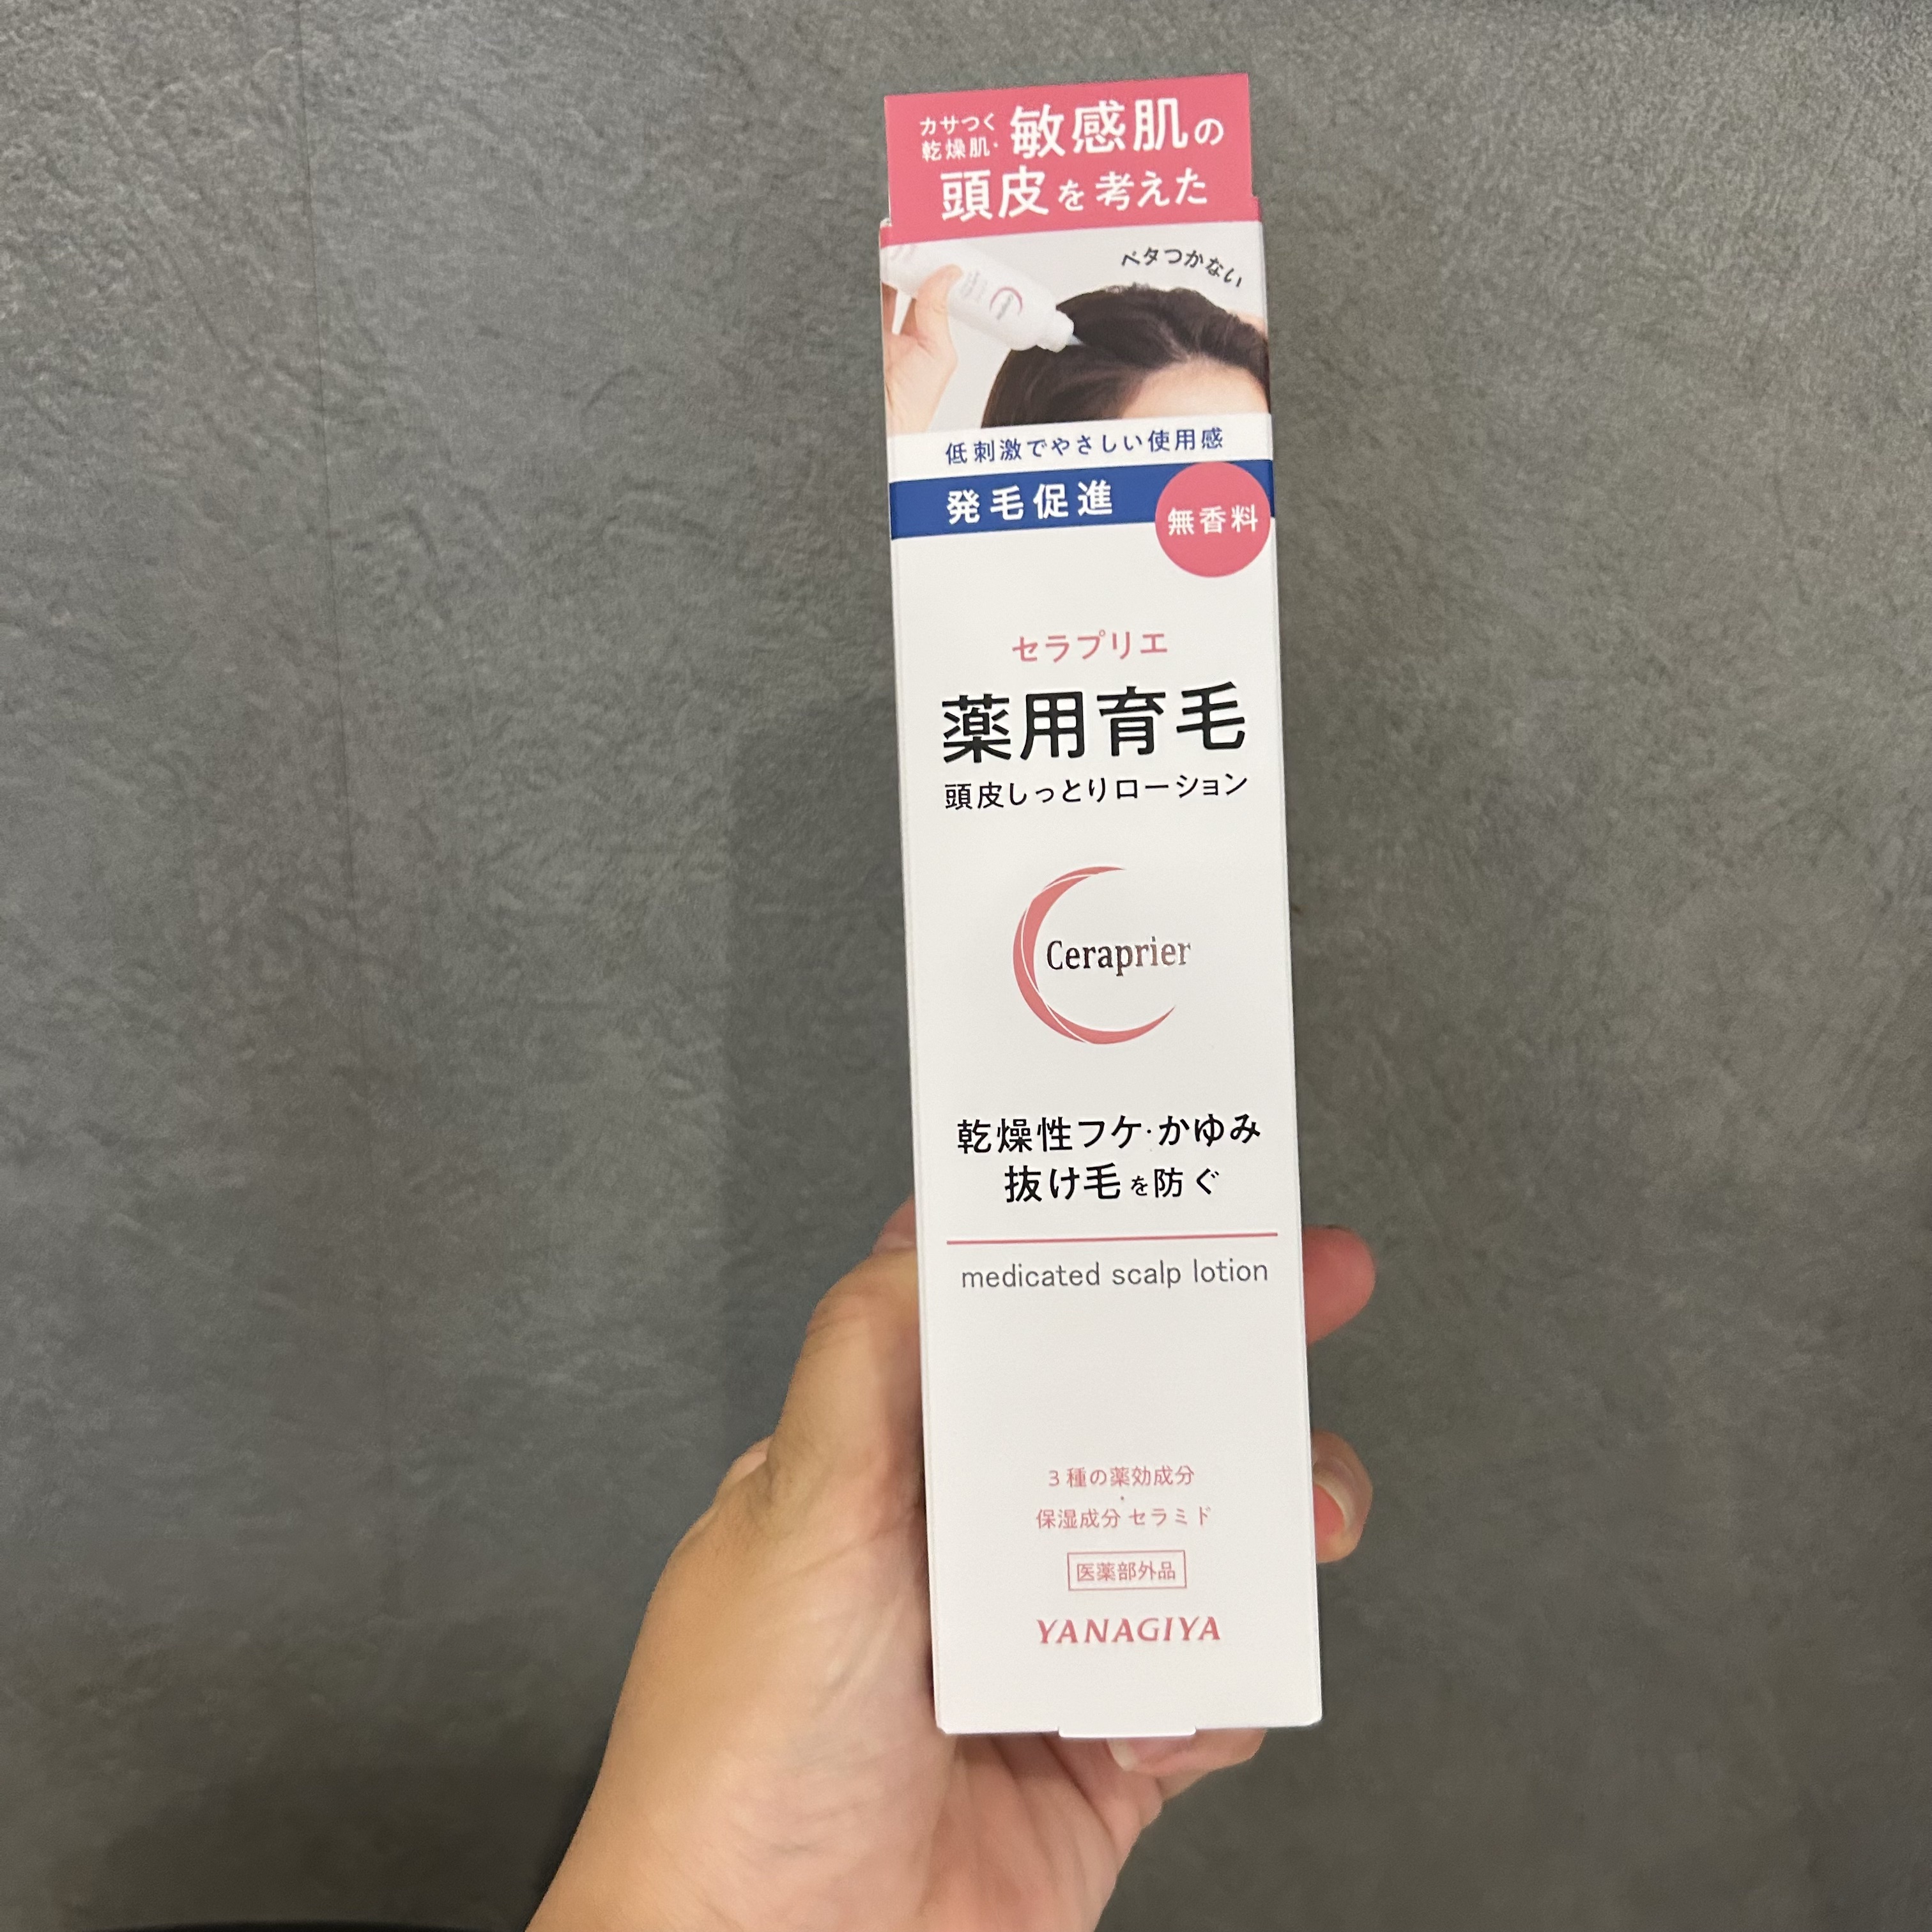 カサつく
乾燥肌・敏感肌の
頭皮を考えた
ベタつかない
低刺激でやさしい使用感
発毛促進
無香料
セラプリエ
薬用育毛
頭皮しっとりローション
Ceraprier
乾燥性フケ・かゆみ
抜け毛を防ぐ
medicated scalp lotion
3種の薬効成分
・
保湿成分 セラミド
医薬部外品
YANAGIYA